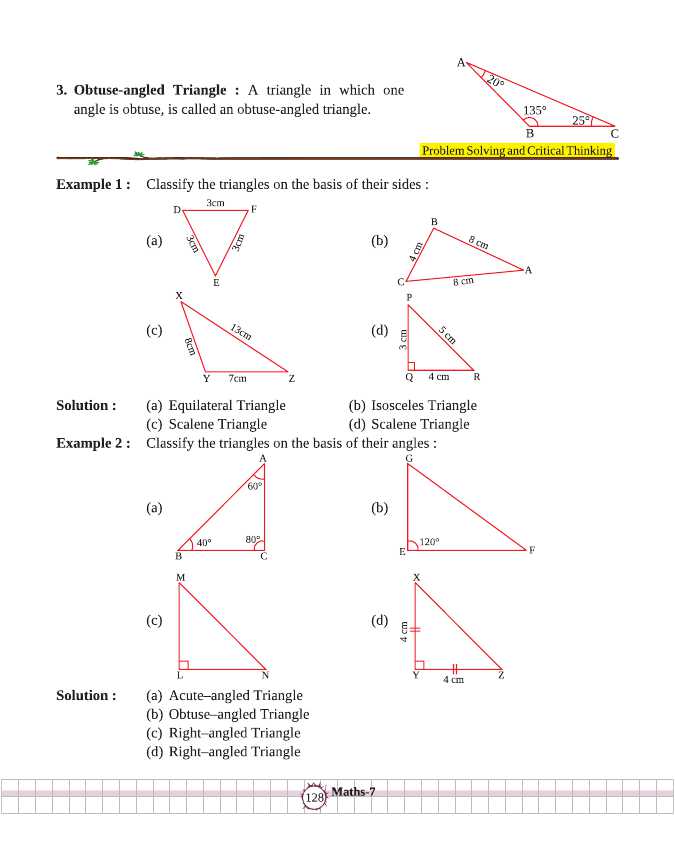 3. Obtuse-angled Triangle : A triangle in which one
angle is obtuse, is called an obtuse-angled triangle.
A
20°
135°
25°
B
C
Problem Solving and Critical Thinking
Example 1 : Classify the triangles on the basis of their sides :
(a)
D
3cm
F
3cm
3cm
E
(b)
B
4 cm
8 cm
C
8 cm
A
(c)
X
13cm
8cm
Y
7cm
Z
(d)
P
3 cm
5 cm
Q
4 cm
R
Solution : (a) Equilateral Triangle (b) Isosceles Triangle
(c) Scalene Triangle (d) Scalene Triangle
Example 2 : Classify the triangles on the basis of their angles :
(a)
A
60°
40°
80°
B
C
(b)
G
120°
E
F
(c)
M
L
N
(d)
X
4 cm
Y
4 cm
Z
Solution : (a) Acute–angled Triangle
(b) Obtuse–angled Triangle
(c) Right–angled Triangle
(d) Right–angled Triangle
128 Maths-7